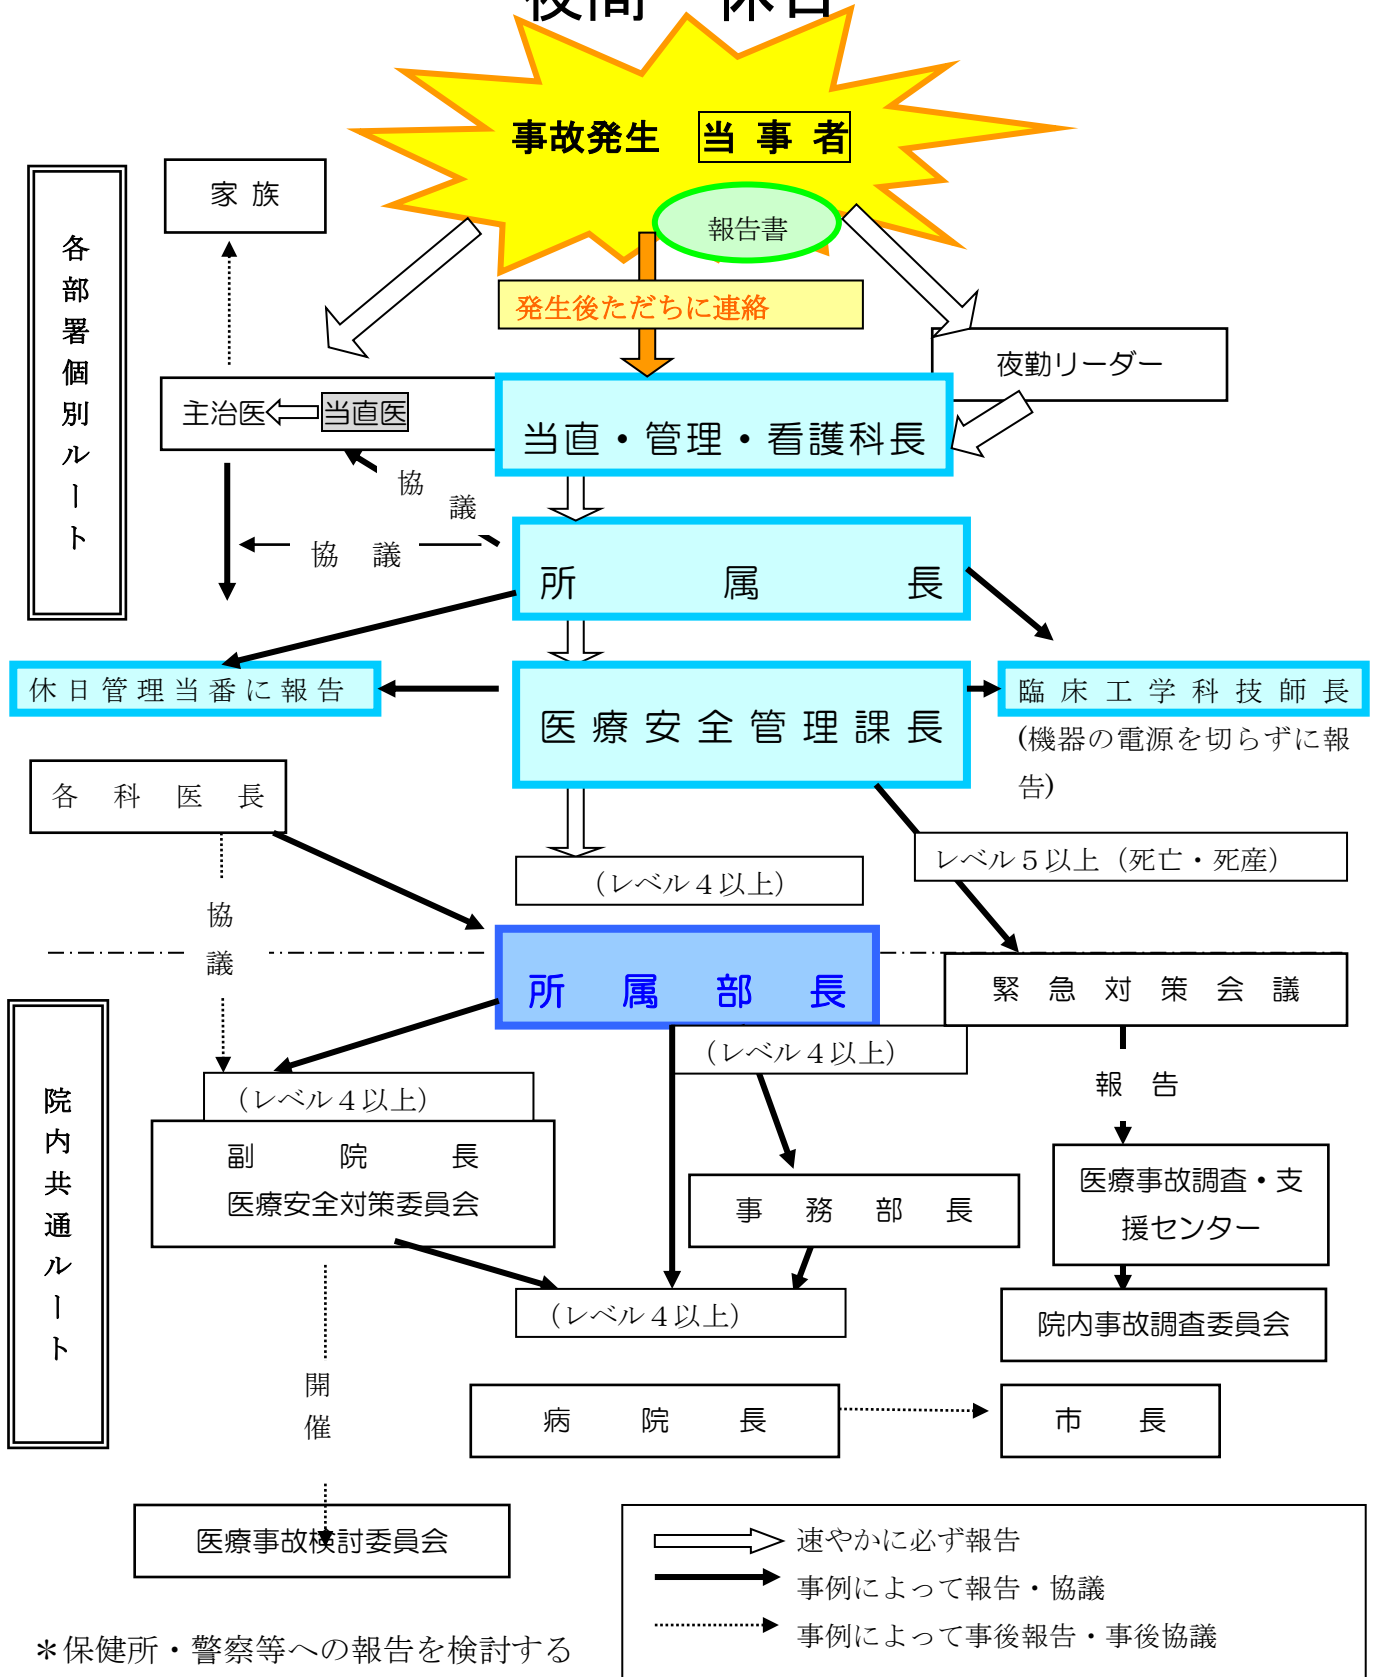 夜間 休日
事故発生 当事者
報告書
家族
発生後ただちに連絡
各部署個別ルート
夜勤リーダー
主治医 当直医
当直・管理・看護科長
協議
協議
所属長
休日管理当番に報告
医療安全管理課長
臨床工学科技師長
(機器の電源を切らずに報
告)
各科医長
レベル5以上（死亡・死産）
（レベル4以上）
協議
所属部長
緊急対策会議
（レベル4以上）
報告
院内共通ルート
（レベル4以上）
副院長
医療安全対策委員会
事務部長
医療事故調査・支
援センター
（レベル4以上）
院内事故調査委員会
開催
病院長
市長
医療事故検討委員会
速やかに必ず報告
事例によって報告・協議
事例によって事後報告・事後協議
＊保健所・警察等への報告を検討する